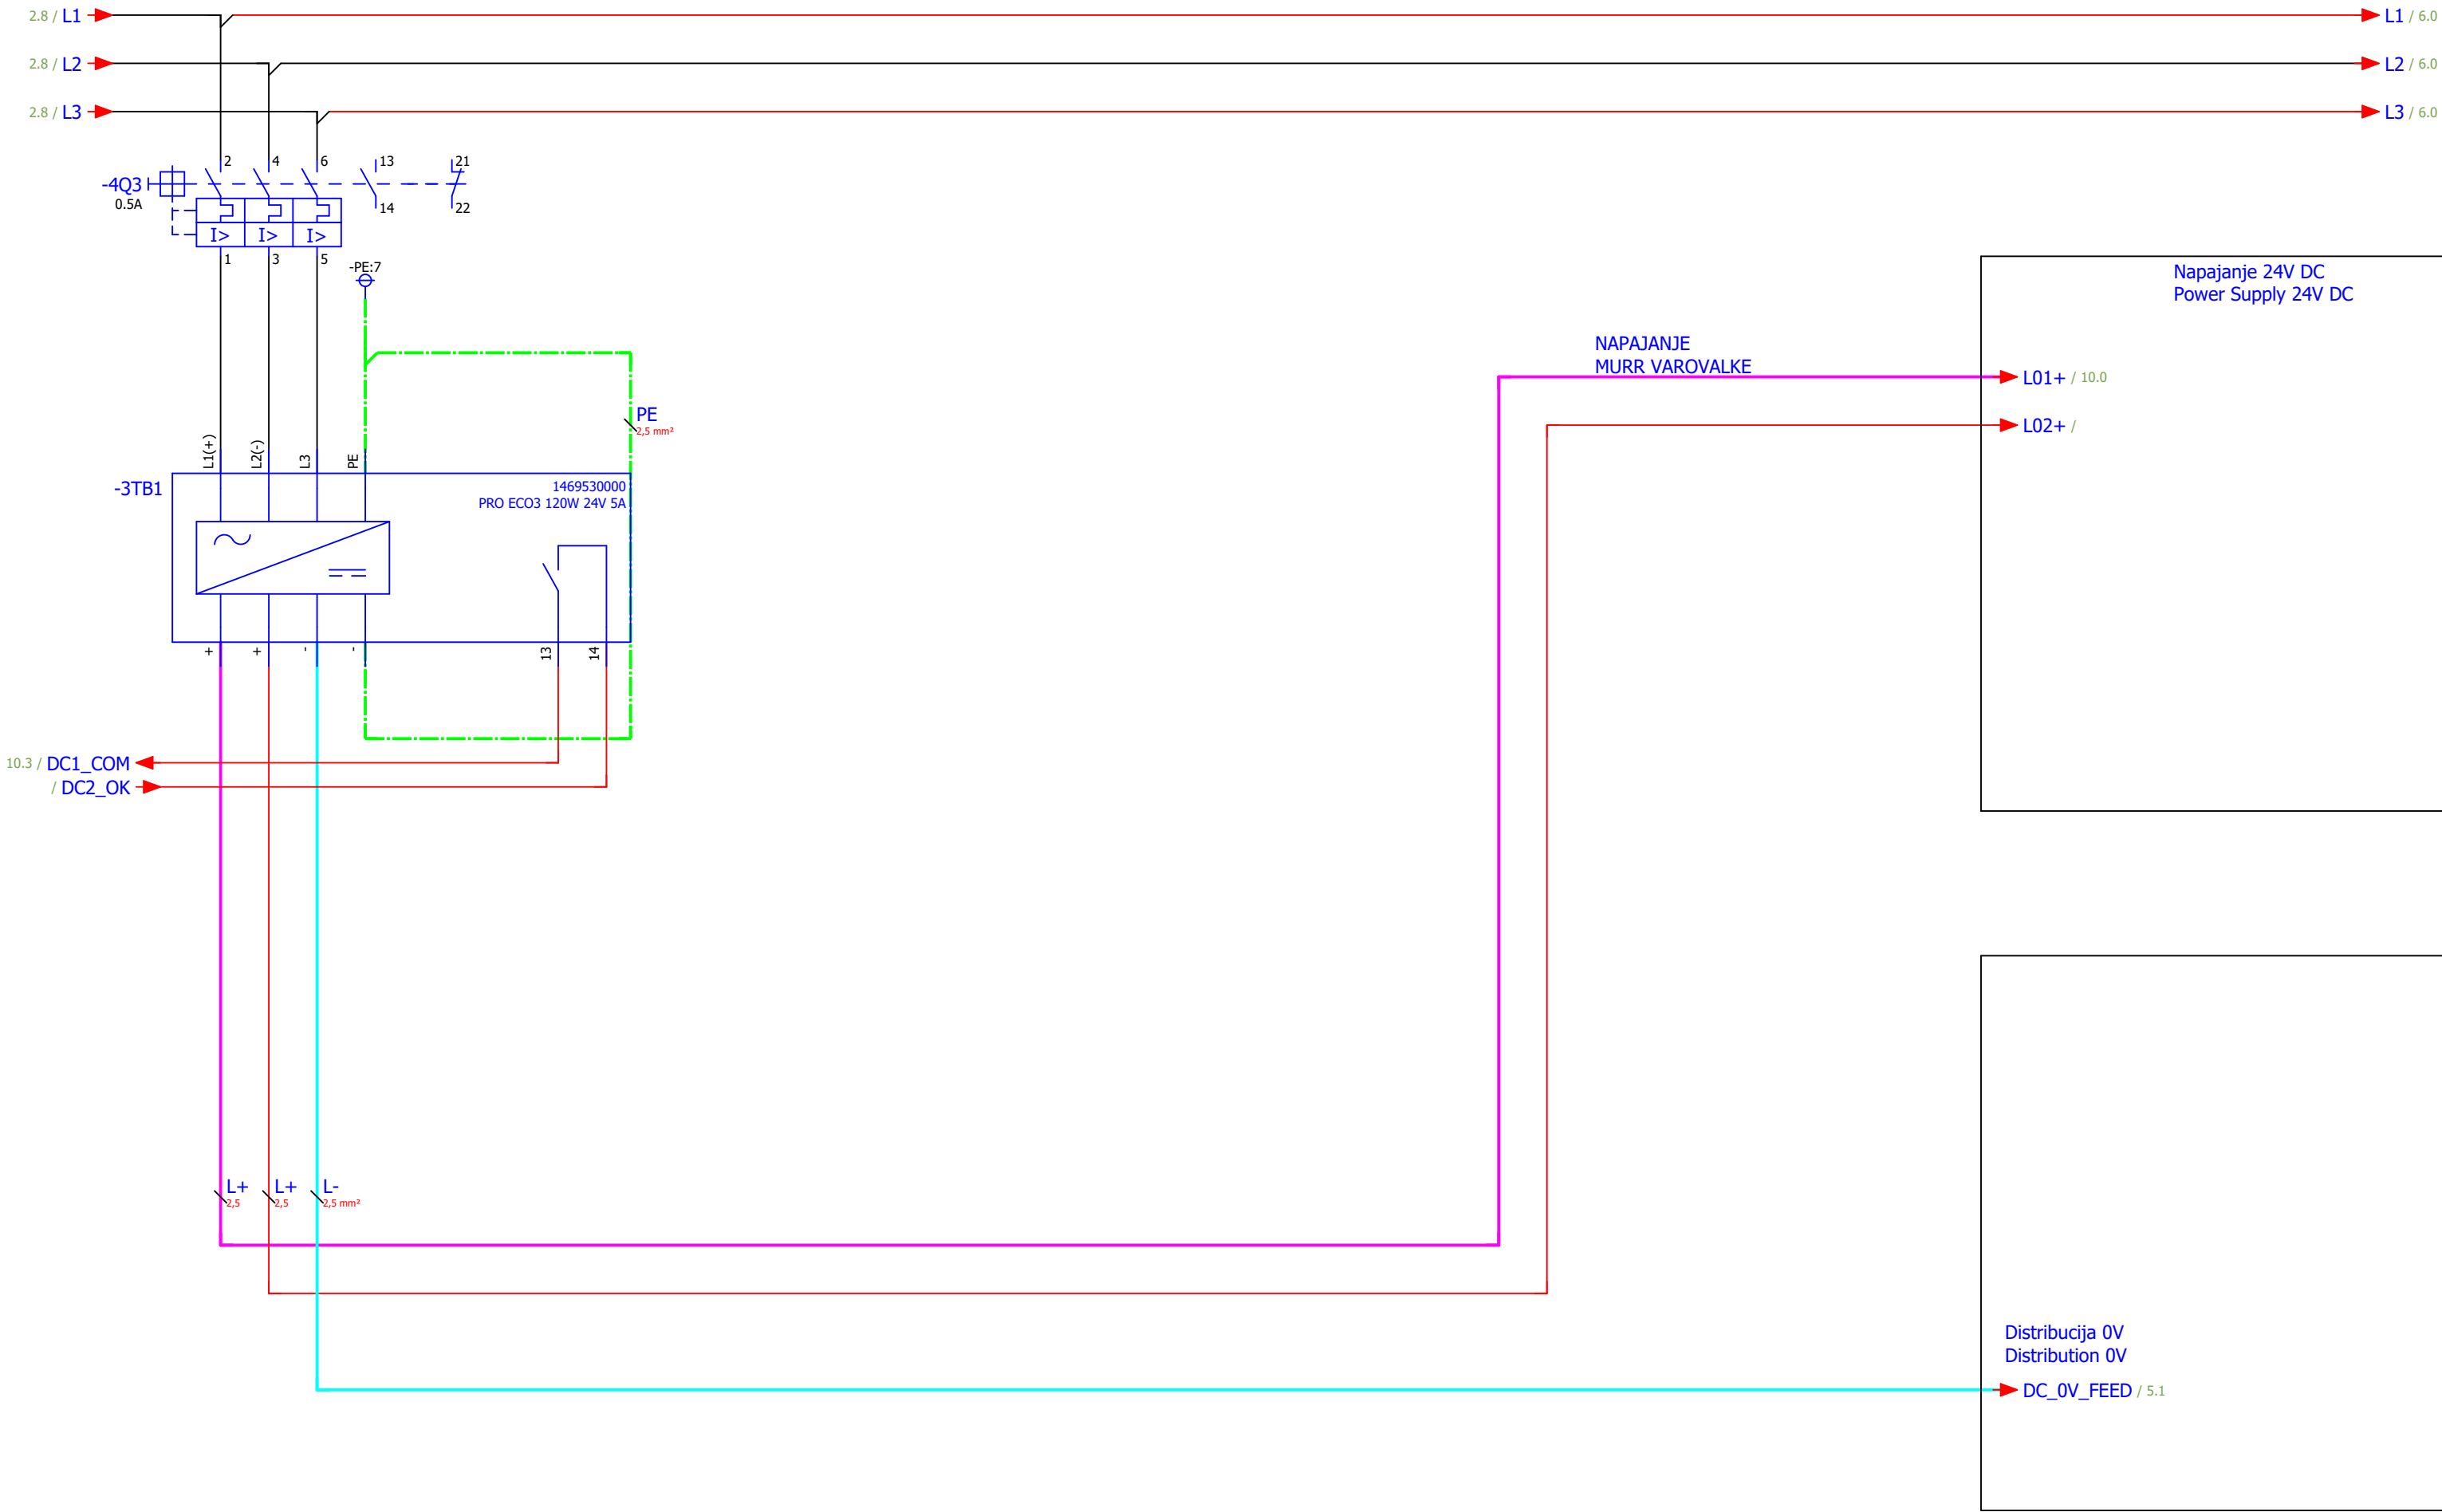 2.8 / L1
L1 / 6.0
2.8 / L2
L2 / 6.0
2.8 / L3
L3 / 6.0
2 4 6 13 21
-4Q3
0.5A
14 22
I> I> I>
1 3 5
-PE:7
Napajanje 24V DC
Power Supply 24V DC
NAPAJANJE
MURR VAROVALKE
L01+ / 10.0
PE
2,5 mm²
L02+ /
L1(+) L2(-) L3 PE
-3TB1
1469530000
PRO ECO3 120W 24V 5A
+ + - - 13 14
10.3 / DC1_COM
/ DC2_OK
L+ L+ L-
2,5 2,5 2,5 mm²
Distribucija 0V
Distribution 0V
DC_0V_FEED / 5.1